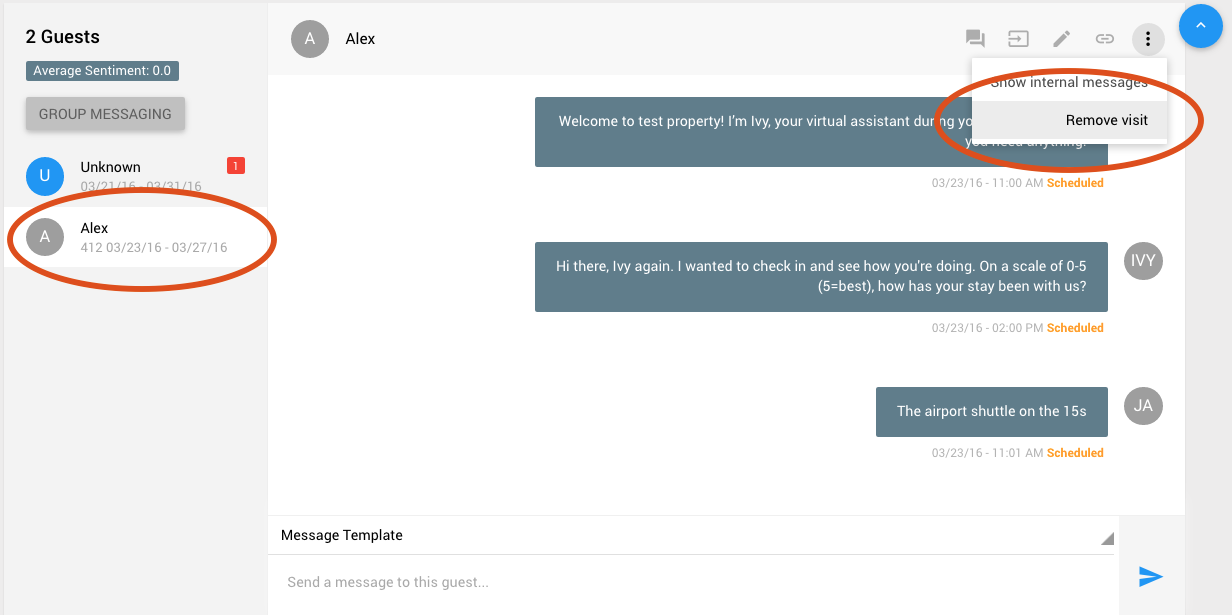 2 Guests
Average Sentiment: 0.0
GROUP MESSAGING
U
Unknown
1
03/21/16 - 03/31/16
A
Alex
412 03/23/16 - 03/27/16
A
Alex
Show internal messages
Remove visit
Welcome to test property! I'm Ivy, your virtual assistant during yo
you need anything.
03/23/16 - 11:00 AM Scheduled
Hi there, Ivy again. I wanted to check in and see how you're doing. On a scale of 0-5
(5=best), how has your stay been with us?
IVY
03/23/16 - 02:00 PM Scheduled
The airport shuttle on the 15s
JA
03/23/16 - 11:01 AM Scheduled
Message Template
Send a message to this guest...